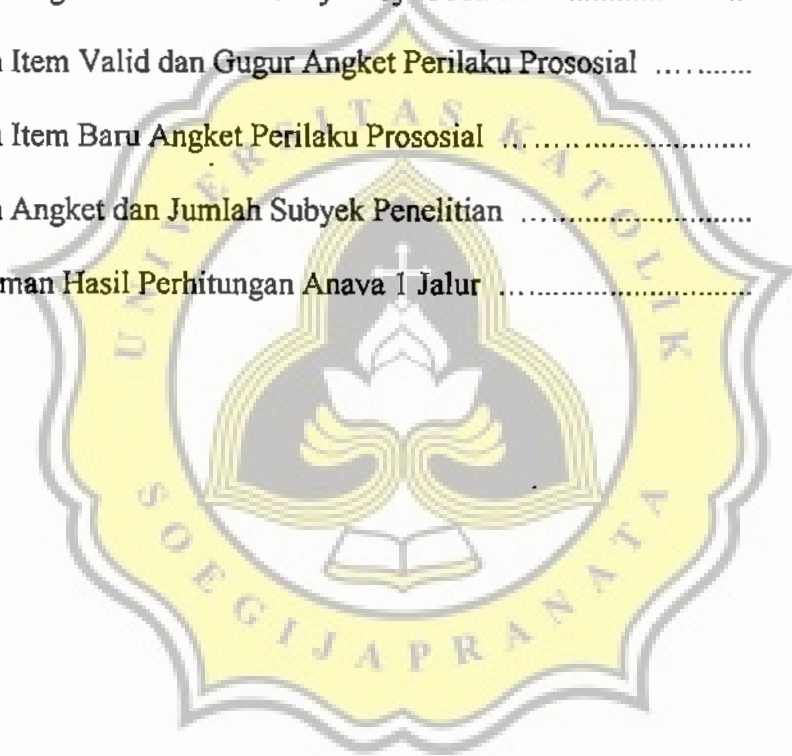 Item Valid dan Gugur Angket Perilaku Prososial ............
Item Baru Angket Perilaku Prososial ................................
Angket dan Jumlah Subyek Penelitian ..............................
Hasil Perhitungan Anava 1 Jalur ................................
UNIVERSITAS KATOLIK
SOEGIJAPRANATA